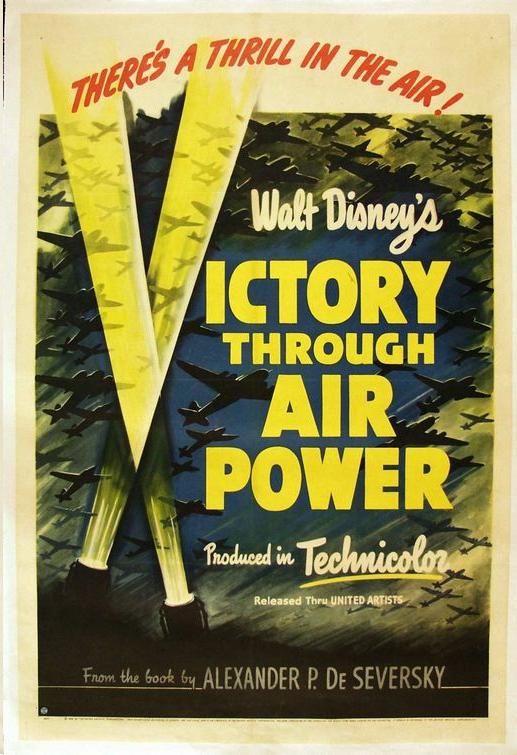 THERE'S A THRILL IN THE AIR!
Walt Disney's
VICTORY
THROUGH
AIR
POWER
Produced in Technicolor
Released Thru UNITED ARTISTS
From the book by ALEXANDER P. DE SEVERSKY